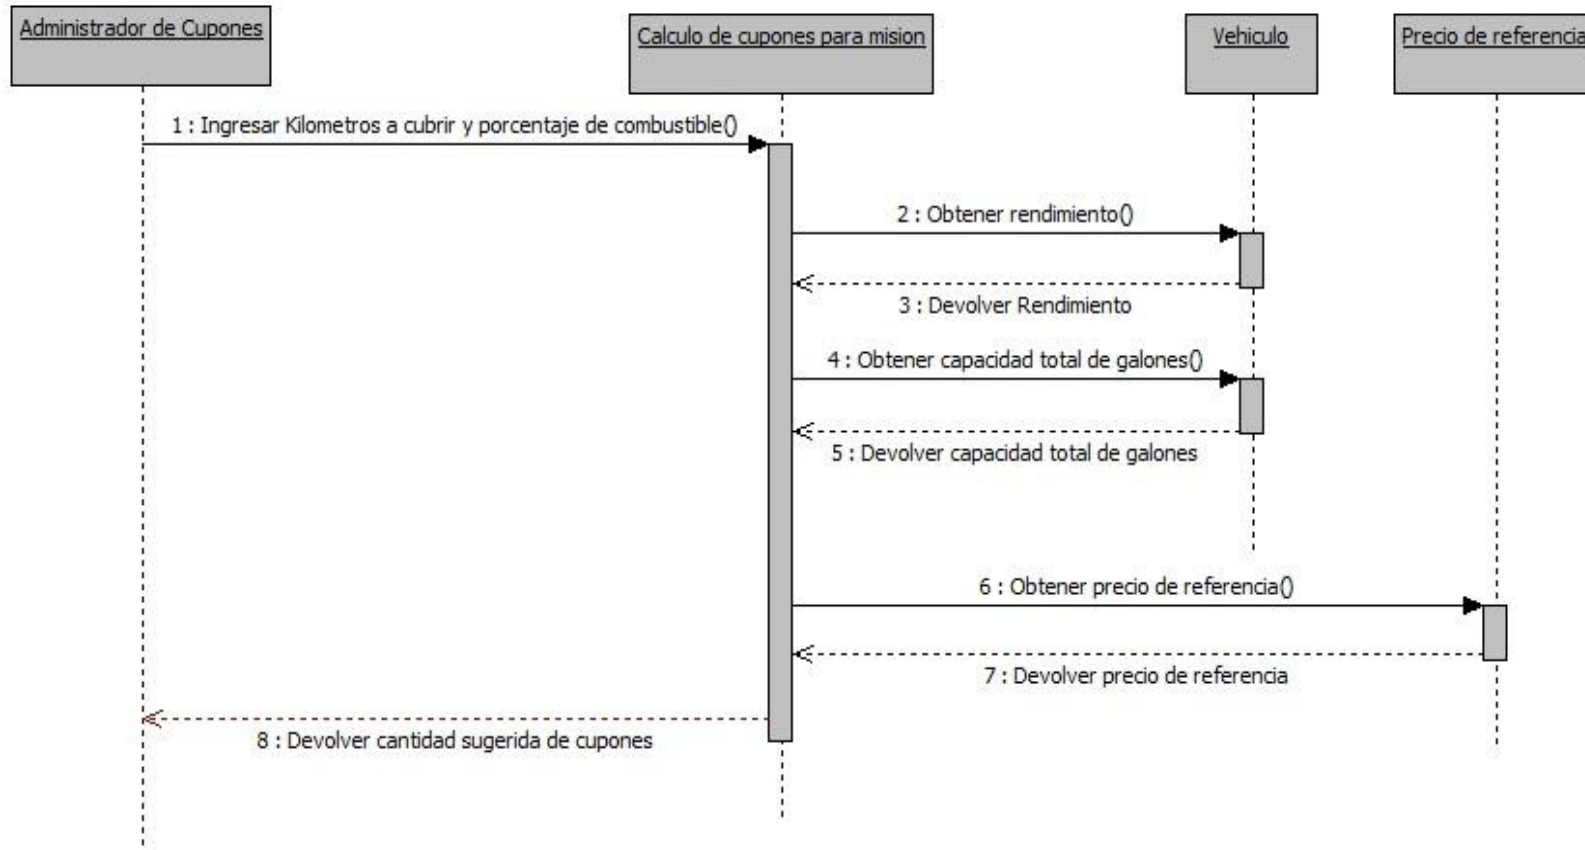 Administrador de Cupones
Calculo de cupones para mision
Vehiculo
Precio de referencia
1 : Ingresar Kilometros a cubrir y porcentaje de combustible()
2 : Obtener rendimiento()
3 : Devolver Rendimiento
4 : Obtener capacidad total de galones()
5 : Devolver capacidad total de galones
6 : Obtener precio de referencia()
7 : Devolver precio de referencia
8 : Devolver cantidad sugerida de cupones